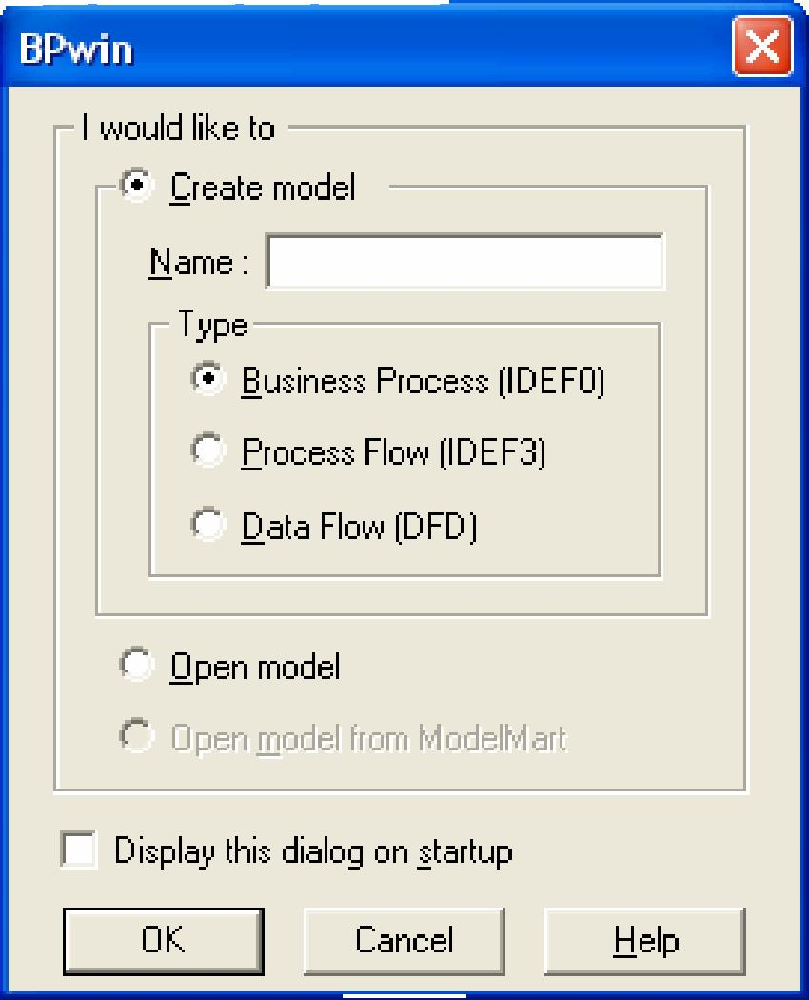 BPwin
I would like to
Create model
Name :
Type
Business Process (IDEF0)
Process Flow (IDEF3)
Data Flow (DFD)
Open model
Open model from ModelMart
Display this dialog on startup
OK
Cancel
Help